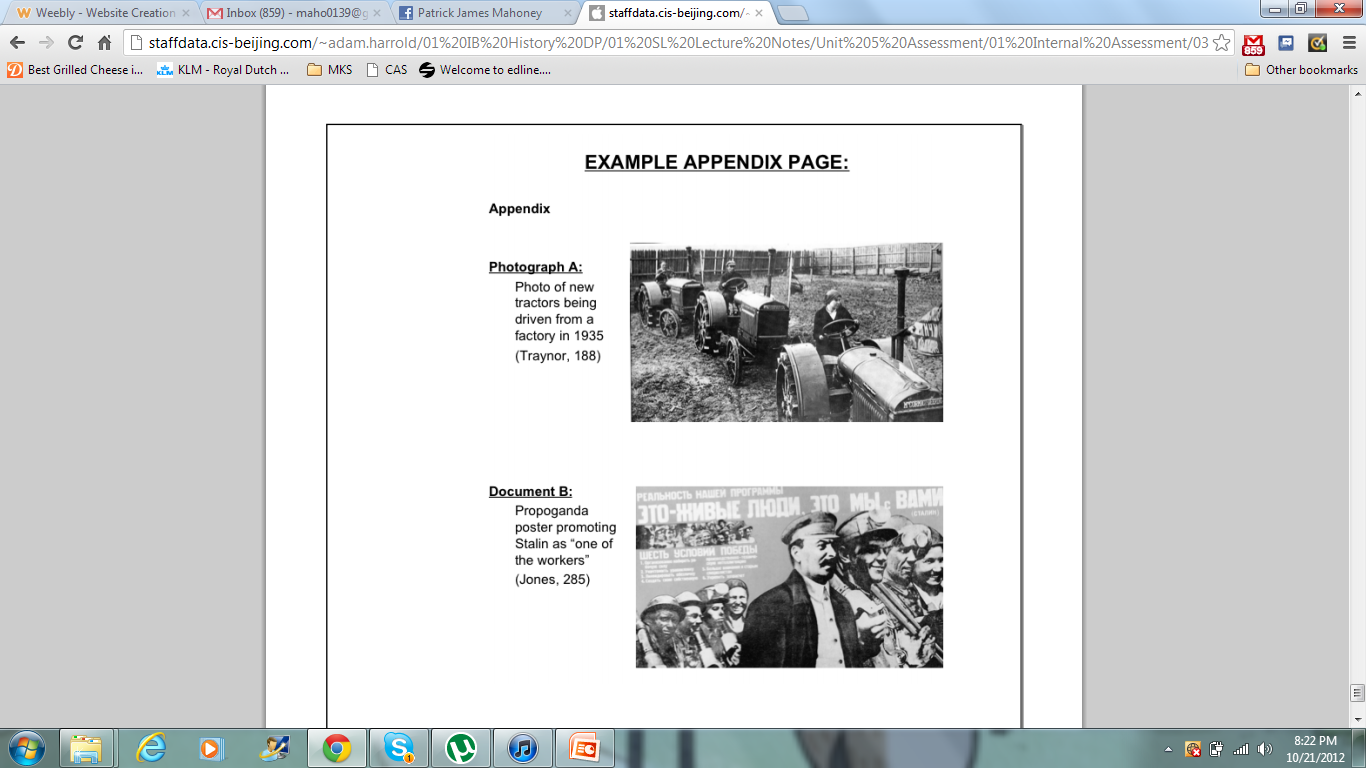 Weebly - Website Creation
Inbox (859) - maho0139@g
Patrick James Mahoney
staffdata.cis-beijing.com/~
staffdata.cis-beijing.com/~adam.harrold/01%20IB%20History%20DP/01%20SL%20Lecture%20Notes/Unit%205%20Assessment/01%20Internal%20Assessment/03
859
Best Grilled Cheese i...
KLM - Royal Dutch ...
MKS
CAS
Welcome to edline....
Other bookmarks
EXAMPLE APPENDIX PAGE:
Appendix
Photograph A:
Photo of new
tractors being
driven from a
factory in 1935
(Traynor, 188)
Document B:
Propoganda
poster promoting
Stalin as “one of
the workers”
(Jones, 285)
РЕАЛЬНОСТЬ НАШЕЙ ПРОГРАММЫ
ЭТО-ЖИВЫЕ ЛЮДИ, ЭТО МЫ с ВАМИ
(СТАЛИН)
ШЕСТЬ УСЛОВИЙ ПОБЕДЫ
1
8:22 PM
10/21/2012